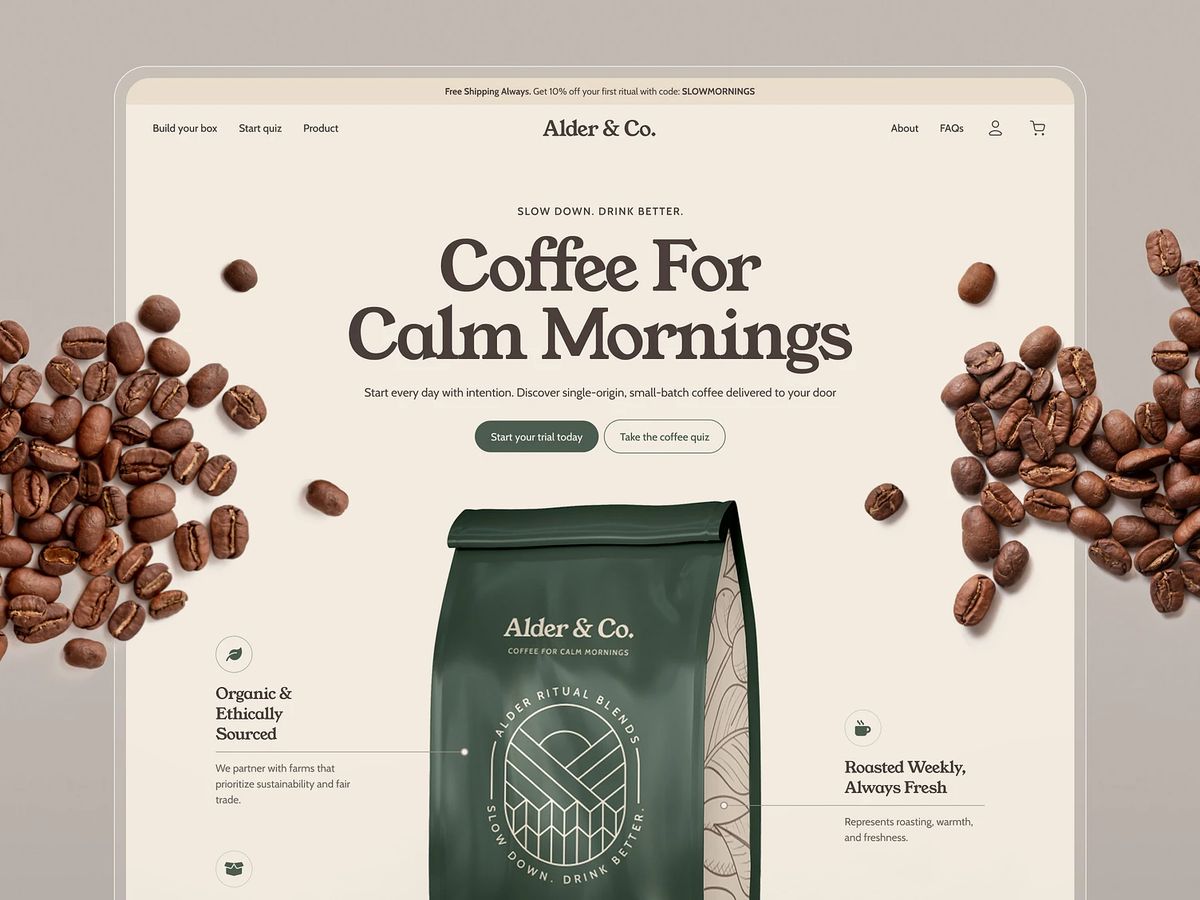 Free Shipping Always. Get 10% off your first ritual with code: SLOWMORNINGS
Build your box
Start quiz
Product
Alder & Co.
About
FAQs
SLOW DOWN. DRINK BETTER.
Coffee For
Calm Mornings
Start every day with intention. Discover single-origin, small-batch coffee delivered to your door
Start your trial today
Take the coffee quiz
Alder & Co.
COFFEE FOR CALM MORNINGS
ALDER RITUAL BLENDS
SLOW DOWN. DRINK BETTER.
Organic &
Ethically
Sourced
We partner with farms that
prioritize sustainability and fair
trade.
Roasted Weekly,
Always Fresh
Represents roasting, warmth,
and freshness.